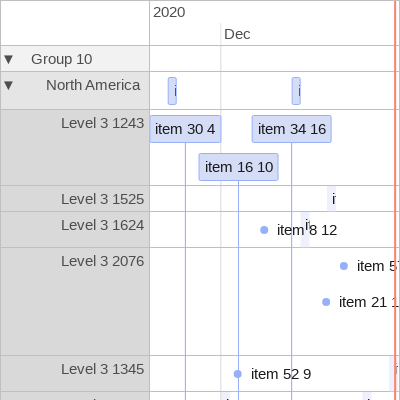 2020
Dec
▼ Group 10
▼ North America
i
i
Level 3 1243
item 30 4
item 34 16
item 16 10
Level 3 1525
Level 3 1624
item 8 12
Level 3 2076
item 5
item 21 1
Level 3 1345
item 52 9